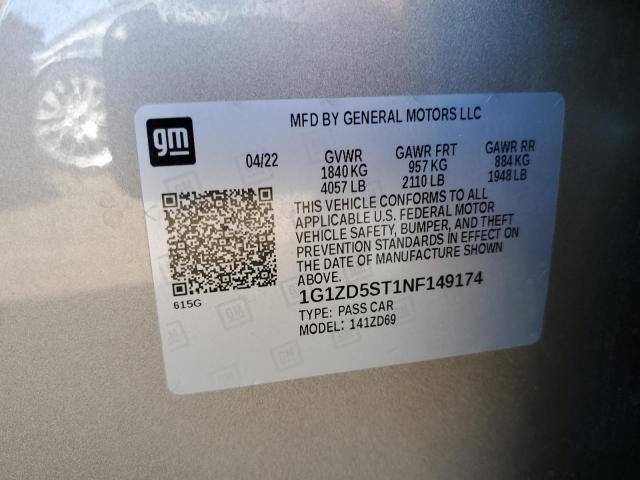 gm
MFD BY GENERAL MOTORS LLC
04/22 GVWR GAWR FRT GAWR RR
1840 KG 957 KG 884 KG
4057 LB 2110 LB 1948 LB
THIS VEHICLE CONFORMS TO ALL
APPLICABLE U.S. FEDERAL MOTOR
VEHICLE SAFETY, BUMPER, AND THEFT
PREVENTION STANDARDS IN EFFECT ON
THE DATE OF MANUFACTURE SHOWN
ABOVE.
615G
1G1ZD5ST1NF149174
TYPE: PASS CAR
MODEL: 141ZD69